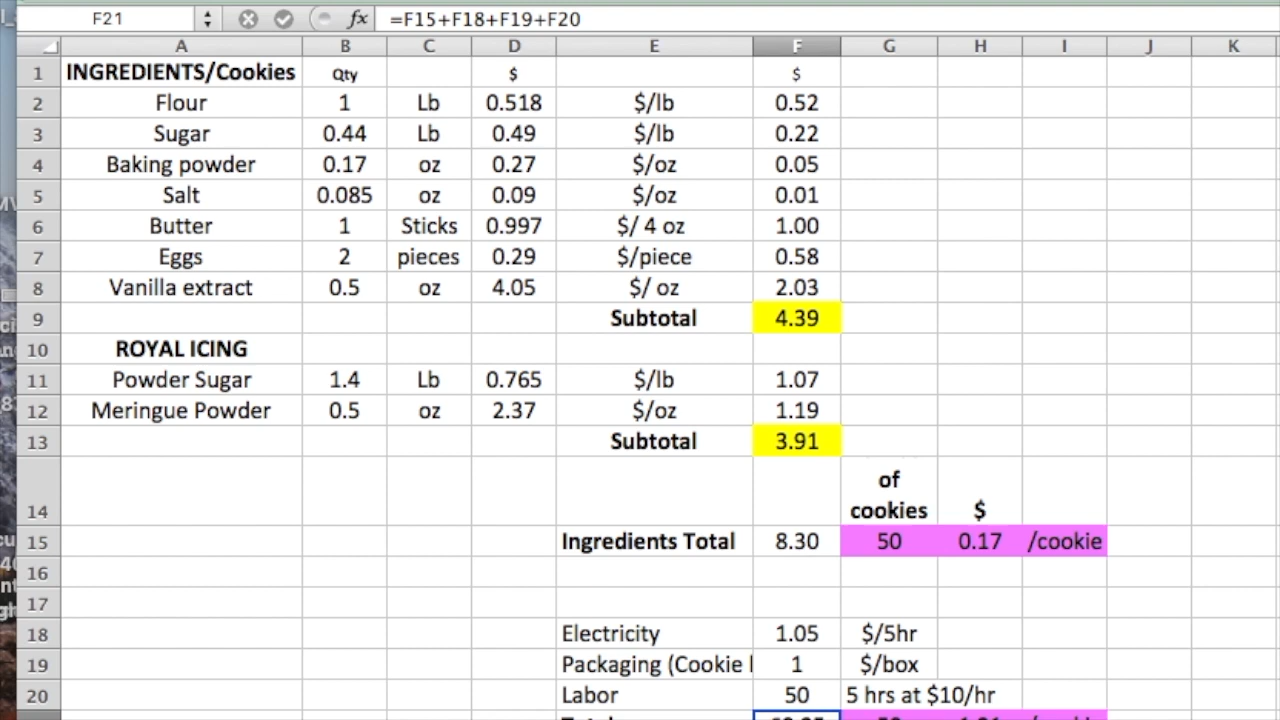 F21 fx =F15+F18+F19+F20
A B C D E F G H I J K
1 INGREDIENTS/Cookies Qty $ $
2 Flour 1 Lb 0.518 $/lb 0.52
3 Sugar 0.44 Lb 0.49 $/lb 0.22
4 Baking powder 0.17 oz 0.27 $/oz 0.05
5 Salt 0.085 oz 0.09 $/oz 0.01
6 Butter 1 Sticks 0.997 $/ 4 oz 1.00
7 Eggs 2 pieces 0.29 $/piece 0.58
8 Vanilla extract 0.5 oz 4.05 $/ oz 2.03
9 Subtotal 4.39
10 ROYAL ICING
11 Powder Sugar 1.4 Lb 0.765 $/lb 1.07
12 Meringue Powder 0.5 oz 2.37 $/oz 1.19
13 Subtotal 3.91
of
14 cookies $
15 Ingredients Total 8.30 50 0.17 /cookie
16
17
18 Electricity 1.05 $/5hr
19 Packaging (Cookie 1 $/box
20 Labor 50 5 hrs at $10/hr